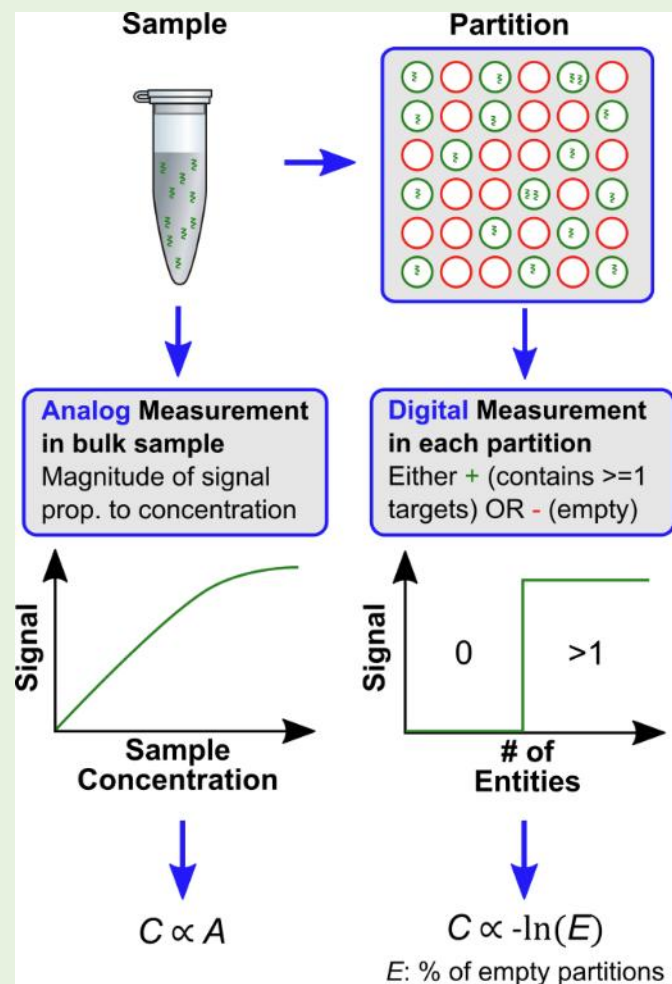 Sample
Partition
Analog Measurement
in bulk sample
Magnitude of signal
prop. to concentration
Digital Measurement
in each partition
Either + (contains >=1
targets) OR - (empty)
Signal
Sample
Concentration
Signal
0
>1
# of
Entities
C ∝ A
C ∝ -ln(E)
E: % of empty partitions